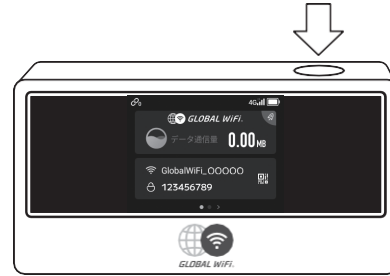 4G
GLOBAL WiFi.
データ通信量 0.00MB
GlobalWiFi_OOOOO
123456789
GLOBAL WiFi.